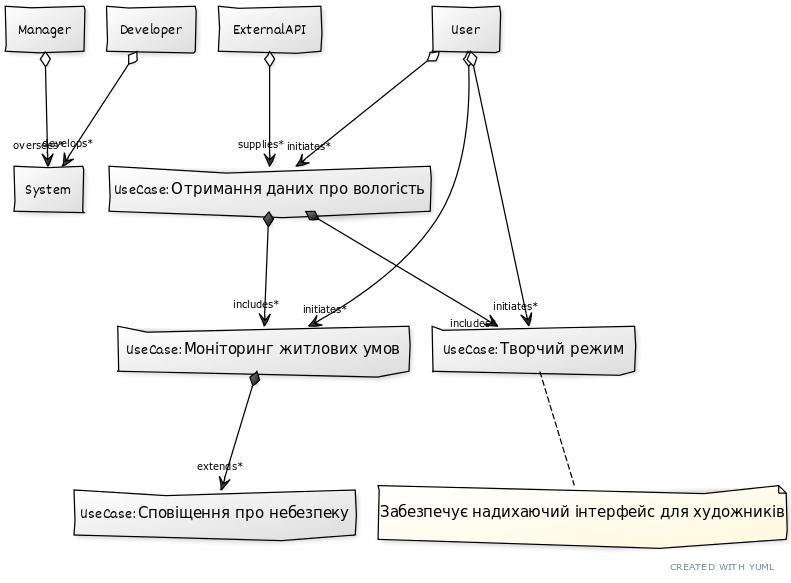 Manager
Developer
ExternalAPI
User
oversees*
develops*
supplies*
initiates*
System
UseCase:Отримання даних про вологість
includes*
initiates*
initiates*
includes*
UseCase:Моніторинг житлових умов
UseCase:Творчий режим
extends*
UseCase:Сповіщення про небезпеку
Забезпечує надихаючий інтерфейс для художників
CREATED WITH YUML